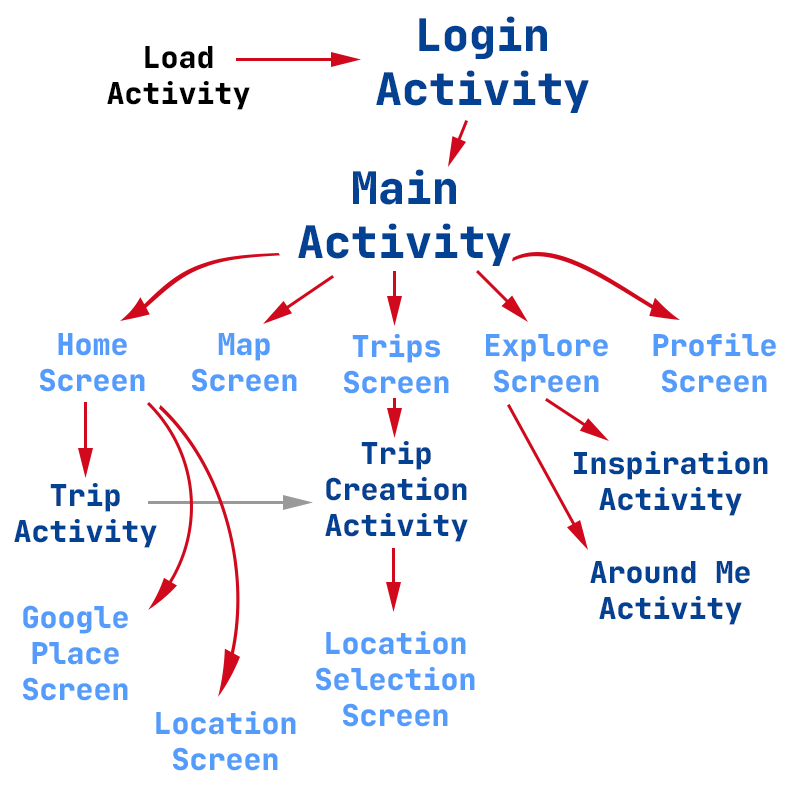 Load
Activity
Login
Activity
Main
Activity
Home
Screen
Map
Screen
Trips
Screen
Explore
Screen
Profile
Screen
Trip
Activity
Trip
Creation
Activity
Inspiration
Activity
Around Me
Activity
Google
Place
Screen
Location
Screen
Location
Selection
Screen